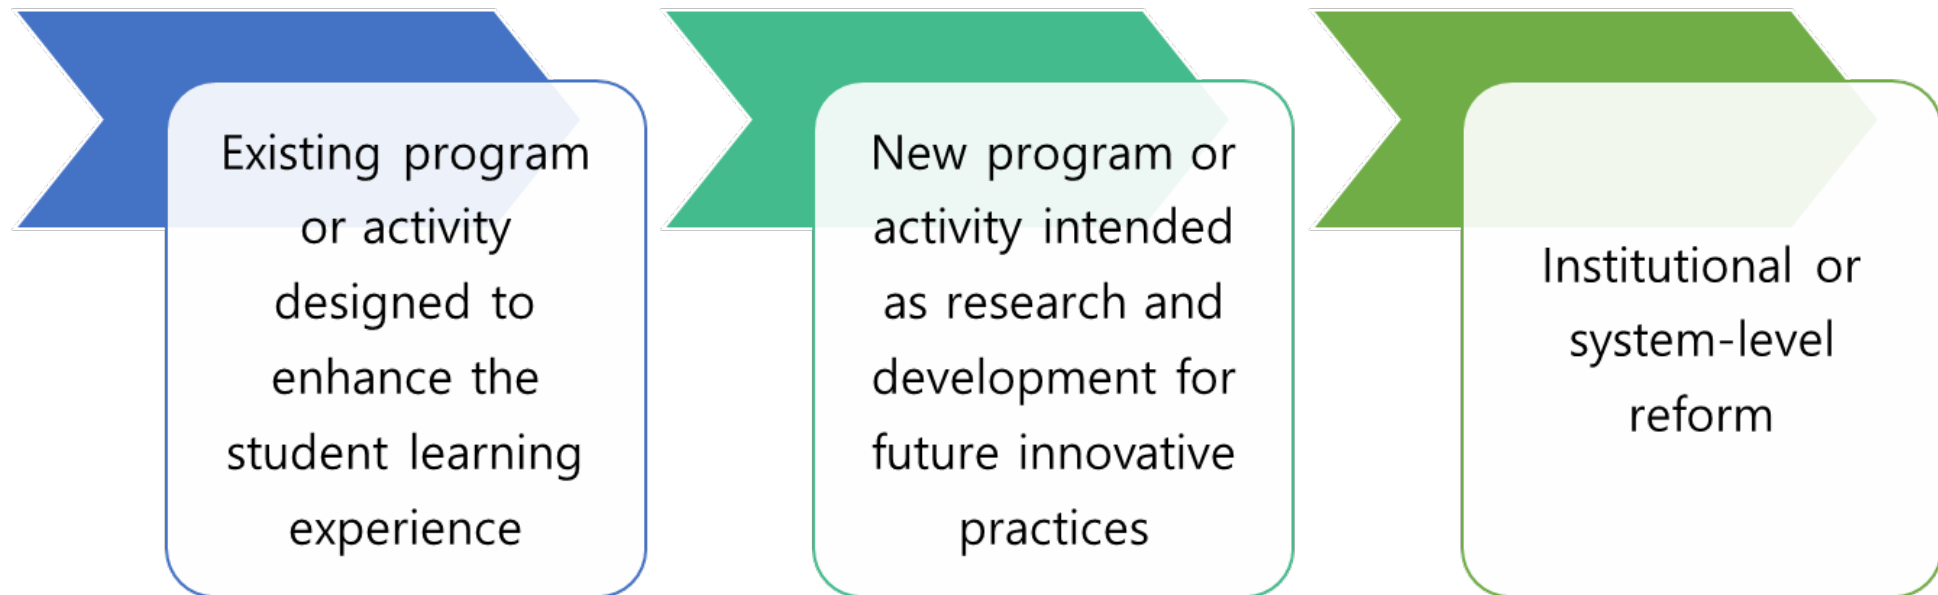 Existing program
or activity
designed to
enhance the
student learning
experience
New program or
activity intended
as research and
development for
future innovative
practices
Institutional or
system-level
reform